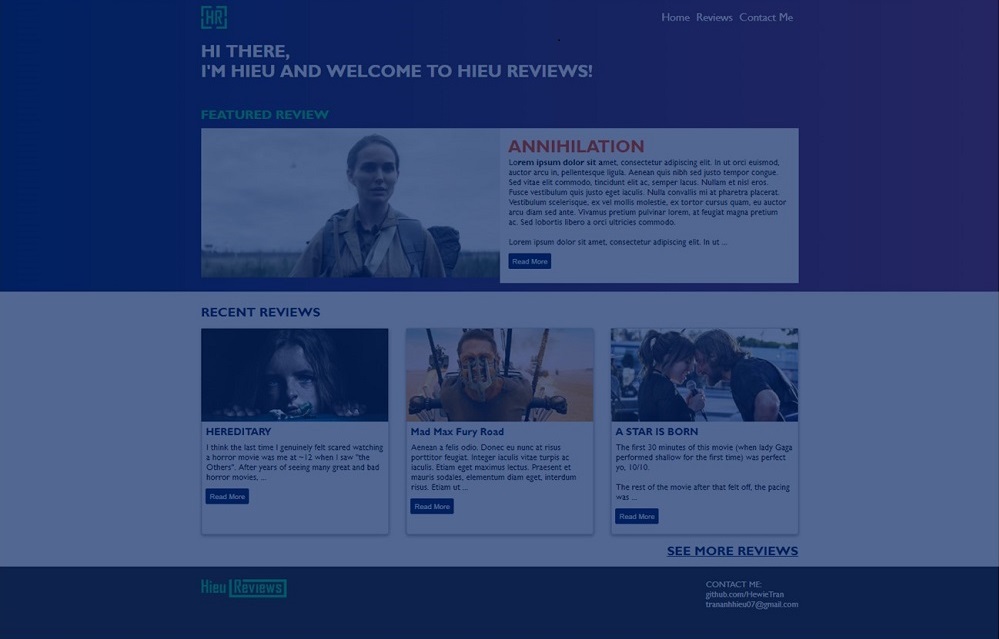 HR
Home Reviews Contact Me
HI THERE,
I'M HIEU AND WELCOME TO HIEU REVIEWS!
FEATURED REVIEW
ANNIHILATION
Lorem ipsum dolor sit amet, consectetur adipiscing elit. In ut orci euismod,
auctor arcu in, pellentesque ligula. Aenean quis nibh sed justo tempor congue.
Sed vitae elit commodo, tincidunt elit ac, semper lacus. Nullam et nisl eros.
Fusce vestibulum quis justo eget iaculis. Nulla convallis mi at pharetra placerat.
Vestibulum scelerisque, ex vel mollis molestie, ex tortor cursus quam, eu auctor
arcu diam sed ante. Vivamus pretium pulvinar lorem, at feugiat magna pretium
ac. Sed lobortis libero a orci ultricies commodo.
Lorem ipsum dolor sit amet, consectetur adipiscing elit. In ut ...
Read More
RECENT REVIEWS
HEREDITARY
I think the last time I genuinely felt scared watching
a horror movie was me at ~12 when I saw "the
Others". After years of seeing many great and bad
horror movies, ...
Read More
Mad Max Fury Road
Aenean a felis odio. Donec eu nunc at risus
porttitor feugiat. Integer iaculis vitae turpis ac
iaculis. Etiam eget maximus lectus. Praesent et
mauris sodales, elementum diam eget, interdum
risus. Etiam ut ...
Read More
A STAR IS BORN
The first 30 minutes of this movie (when lady Gaga
performed shallow for the first time) was perfect
yo, 10/10.
The rest of the movie after that felt off, the pacing
was ...
Read More
SEE MORE REVIEWS
Hieu Reviews
CONTACT ME:
github.com/HewieTran
trananhhieu07@gmail.com